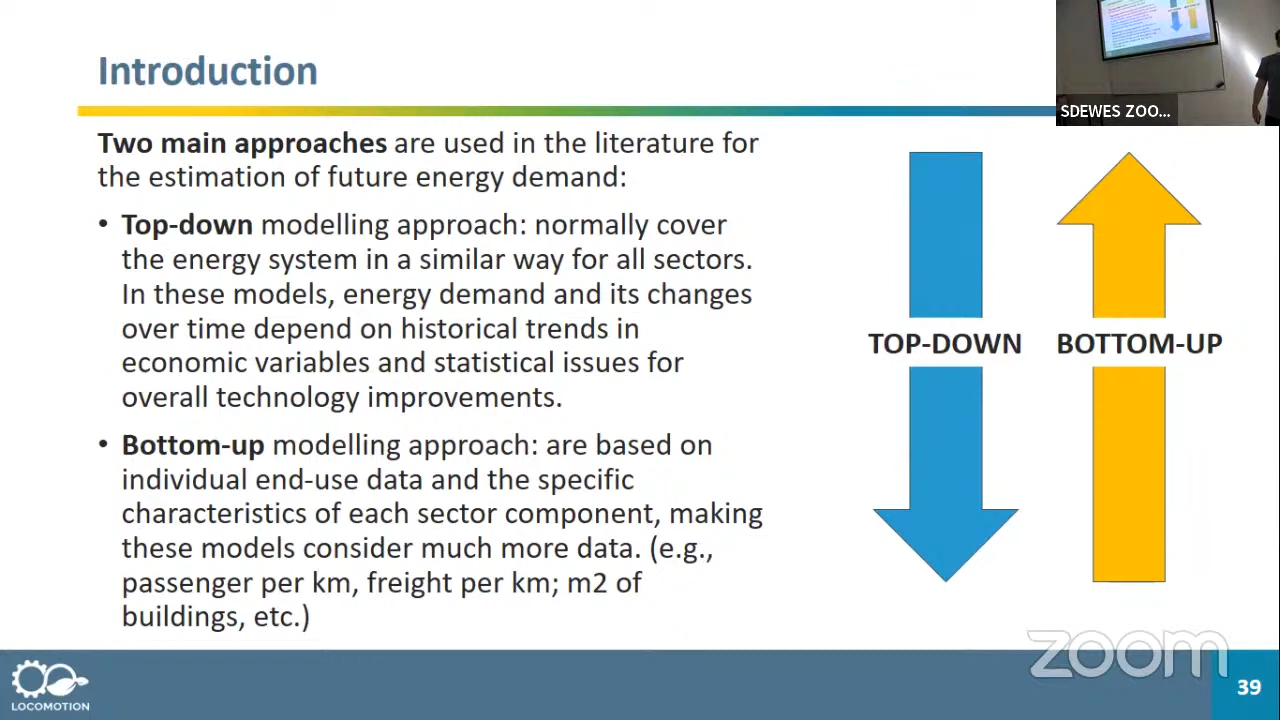 Introduction
SDEWES ZOO...
Two main approaches are used in the literature for
the estimation of future energy demand:
• Top-down modelling approach: normally cover
the energy system in a similar way for all sectors.
In these models, energy demand and its changes
over time depend on historical trends in
economic variables and statistical issues for
overall technology improvements.
• Bottom-up modelling approach: are based on
individual end-use data and the specific
characteristics of each sector component, making
these models consider much more data. (e.g.,
passenger per km, freight per km; m2 of
buildings, etc.)
TOP-DOWN
BOTTOM-UP
zoom
LOCOMOTION
39